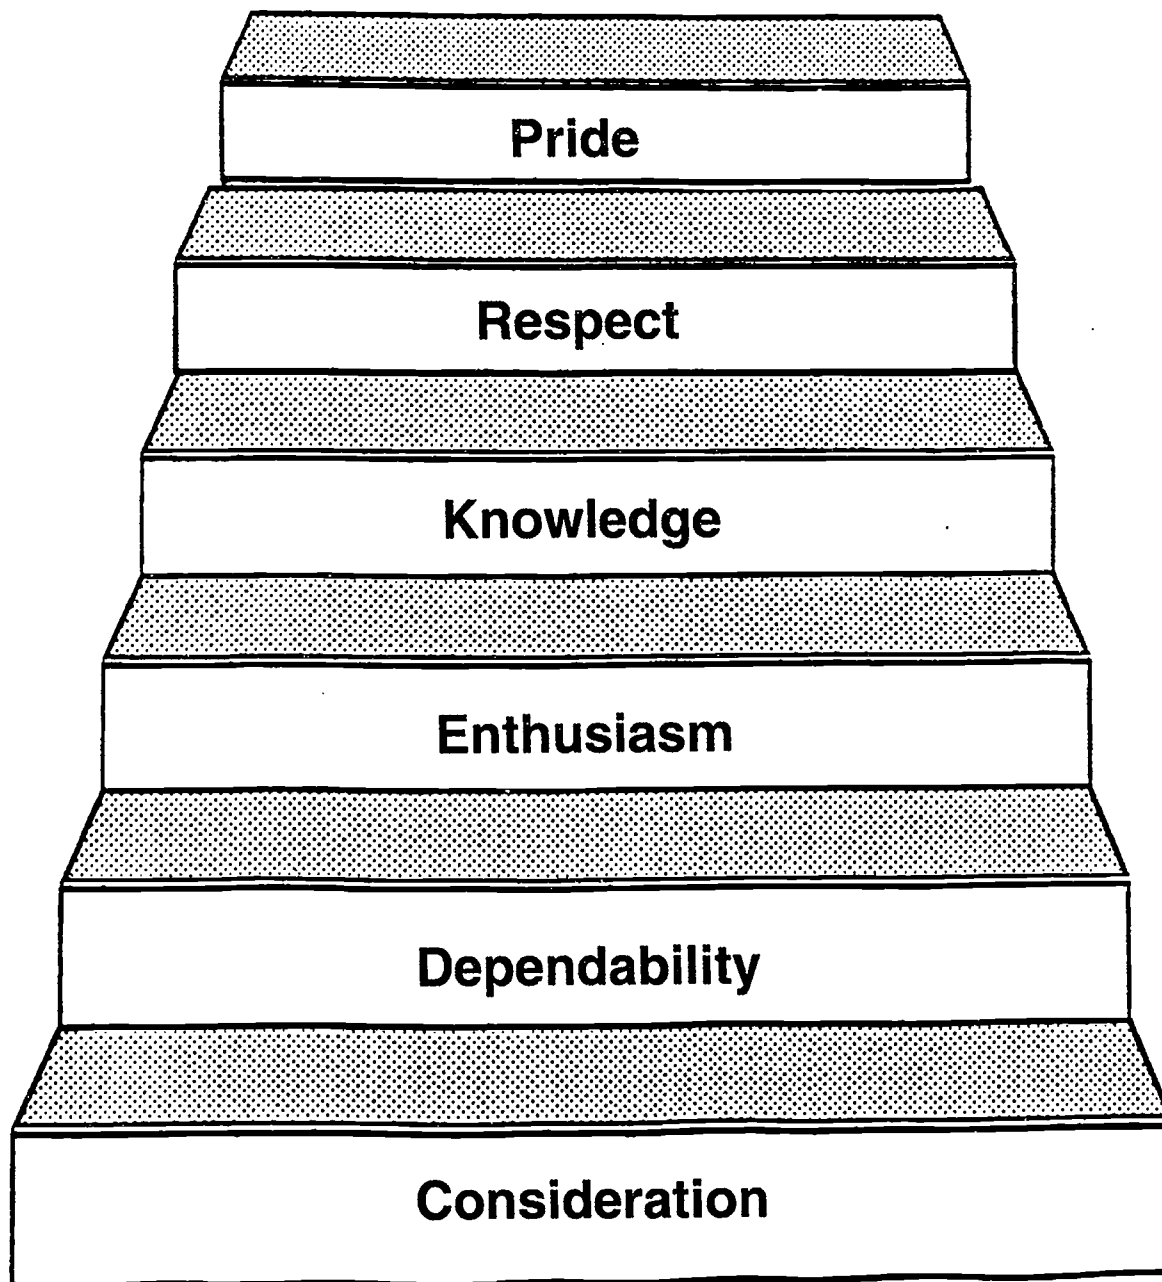 Pride
Respect
Knowledge
Enthusiasm
Dependability
Consideration